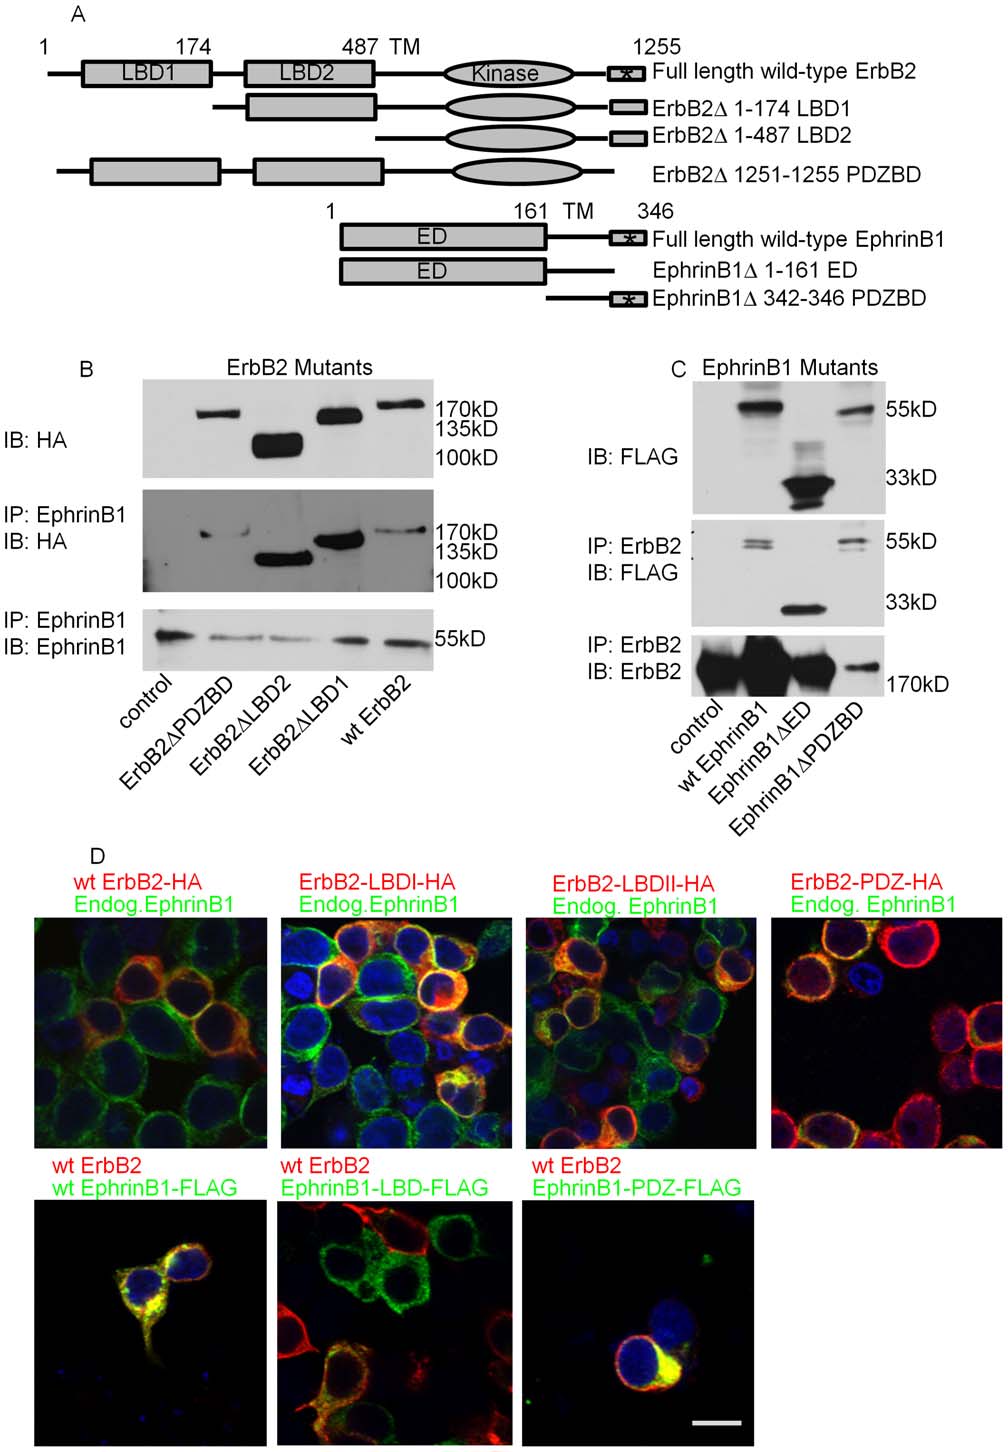 A
1 174 487 TM 1255
LBD1 LBD2 Kinase * Full length wild-type ErbB2
ErbB2Δ 1-174 LBD1
ErbB2Δ 1-487 LBD2
ErbB2Δ 1251-1255 PDZBD
1 161 TM 346
ED * Full length wild-type EphrinB1
ED EphrinB1Δ 1-161 ED
* EphrinB1Δ 342-346 PDZBD
B
ErbB2 Mutants
IB: HA
170kD
135kD
100kD
IP: EphrinB1
IB: HA
170kD
135kD
100kD
IP: EphrinB1
IB: EphrinB1
55kD
control
ErbB2ΔPDZBD
ErbB2ΔLBD2
ErbB2ΔLBD1
wt ErbB2
C
EphrinB1 Mutants
IB: FLAG
55kD
33kD
IP: ErbB2
IB: FLAG
55kD
33kD
IP: ErbB2
IB: ErbB2
170kD
control
wt EphrinB1
EphrinB1ΔED
EphrinB1ΔPDZBD
D
wt ErbB2-HA
Endog.EphrinB1
ErbB2-LBDI-HA
Endog.EphrinB1
ErbB2-LBDII-HA
Endog. EphrinB1
ErbB2-PDZ-HA
Endog. EphrinB1
wt ErbB2
wt EphrinB1-FLAG
wt ErbB2
EphrinB1-LBD-FLAG
wt ErbB2
EphrinB1-PDZ-FLAG